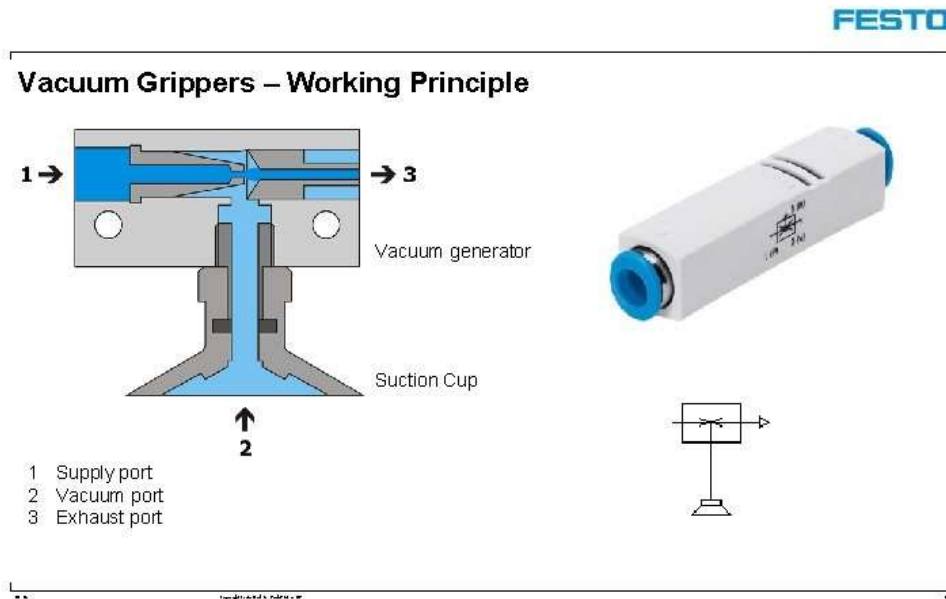 FESTO
Vacuum Grippers – Working Principle
1
3
Vacuum generator
Suction Cup
2
1 Supply port
2 Vacuum port
3 Exhaust port